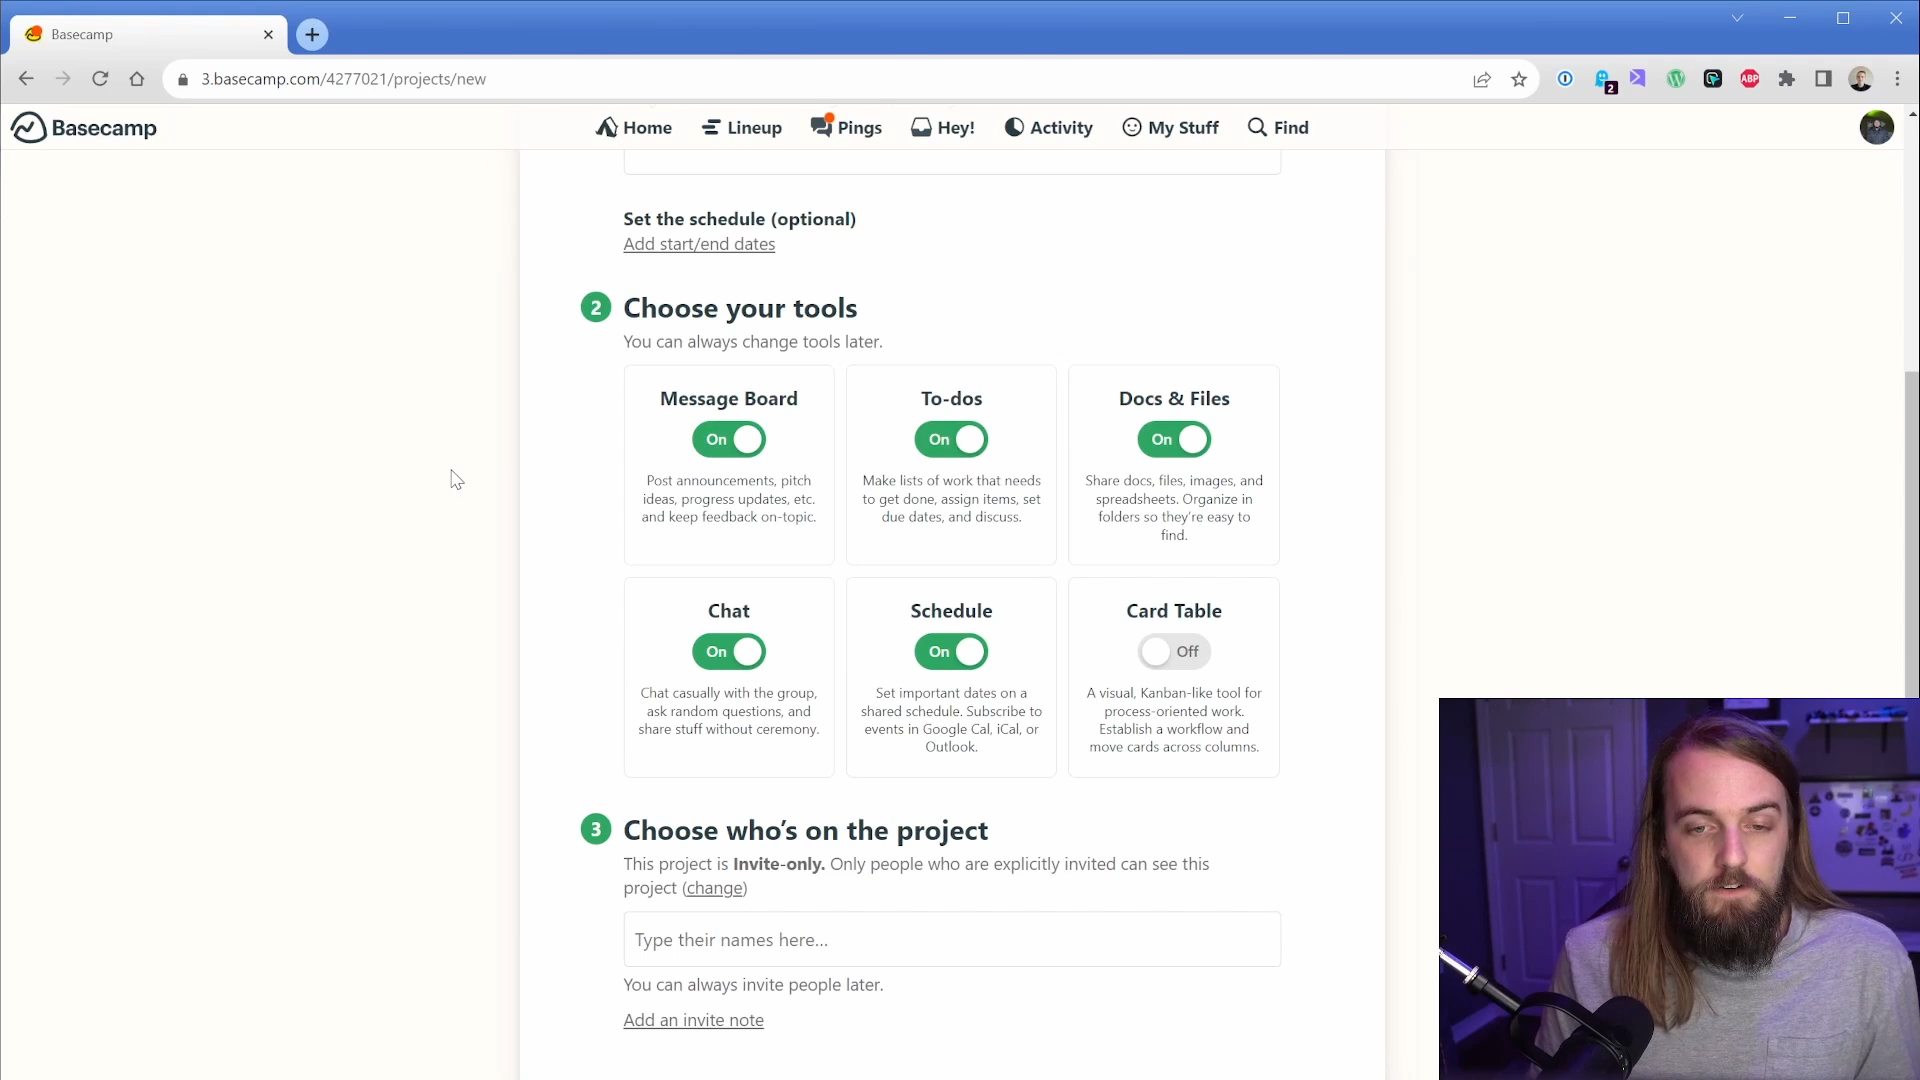 Basecamp
3.basecamp.com/4277021/projects/new
2
ABP
Basecamp
Home
Lineup
Pings
Hey!
Activity
My Stuff
Find
Set the schedule (optional)
Add start/end dates
2
Choose your tools
You can always change tools later.
Message Board
On
Post announcements, pitch
ideas, progress updates, etc.
and keep feedback on-topic.
To-dos
On
Make lists of work that needs
to get done, assign items, set
due dates, and discuss.
Docs & Files
On
Share docs, files, images, and
spreadsheets. Organize in
folders so they're easy to
find.
Chat
On
Chat casually with the group,
ask random questions, and
share stuff without ceremony.
Schedule
On
Set important dates on a
shared schedule. Subscribe to
events in Google Cal, iCal, or
Outlook.
Card Table
Off
A visual, Kanban-like tool for
process-oriented work.
Establish a workflow and
move cards across columns.
3
Choose who’s on the project
This project is Invite-only. Only people who are explicitly invited can see this
project (change)
Type their names here...
You can always invite people later.
Add an invite note